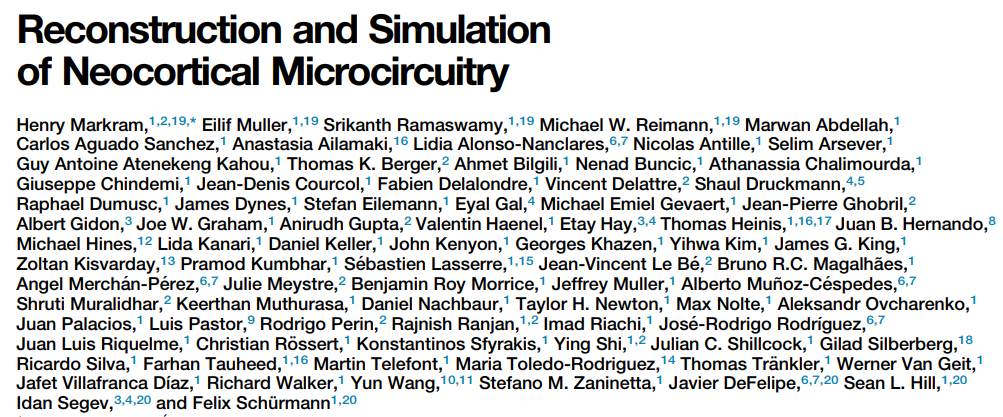 Reconstruction and Simulation
of Neocortical Microcircuitry
Henry Markram,1,2,19,* Eilif Muller,1,19 Srikanth Ramaswamy,1,19 Michael W. Reimann,1,19 Marwan Abdellah,1
Carlos Aguado Sanchez,1 Anastasia Ailamaki,16 Lidia Alonso-Nanclares,6,7 Nicolas Antille,1 Selim Arsever,1
Guy Antoine Atenekeng Kahou,1 Thomas K. Berger,2 Ahmet Bilgili,1 Nenad Buncic,1 Athanassia Chalimourda,1
Giuseppe Chindemi,1 Jean-Denis Courcol,1 Fabien Delalondre,1 Vincent Delattre,2 Shaul Druckmann,4,5
Raphael Dumusc,1 James Dynes,1 Stefan Eilemann,1 Eyal Gal,4 Michael Emiel Gevaert,1 Jean-Pierre Ghobril,2
Albert Gidon,3 Joe W. Graham,1 Anirudh Gupta,2 Valentin Haenel,1 Etay Hay,3,4 Thomas Heinis,1,16,17 Juan B. Hernando,8
Michael Hines,12 Lida Kanari,1 Daniel Keller,1 John Kenyon,1 Georges Khazen,1 Yihwa Kim,1 James G. King,1
Zoltan Kisvarday,13 Pramod Kumbhar,1 Sébastien Lasserre,1,15 Jean-Vincent Le Bé,2 Bruno R.C. Magalhães,1
Angel Merchán-Pérez,6,7 Julie Meystre,2 Benjamin Roy Morrice,1 Jeffrey Muller,1 Alberto Muñoz-Céspedes,6,7
Shruti Muralidhar,2 Keerthan Muthurasa,1 Daniel Nachbaur,1 Taylor H. Newton,1 Max Nolte,1 Aleksandr Ovcharenko,1
Juan Palacios,1 Luis Pastor,9 Rodrigo Perin,2 Rajnish Ranjan,1,2 Imad Riachi,1 José-Rodrigo Rodríguez,6,7
Juan Luis Riquelme,1 Christian Rössert,1 Konstantinos Sfyrakis,1 Ying Shi,1,2 Julian C. Shillcock,1 Gilad Silberberg,18
Ricardo Silva,1 Farhan Tauheed,1,16 Martin Telefont,1 Maria Toledo-Rodriguez,14 Thomas Tränkler,1 Werner Van Geit,1
Jafet Villafranca Díaz,1 Richard Walker,1 Yun Wang,10,11 Stefano M. Zaninetta,1 Javier DeFelipe,6,7,20 Sean L. Hill,1,20
Idan Segev,3,4,20 and Felix Schürmann1,20